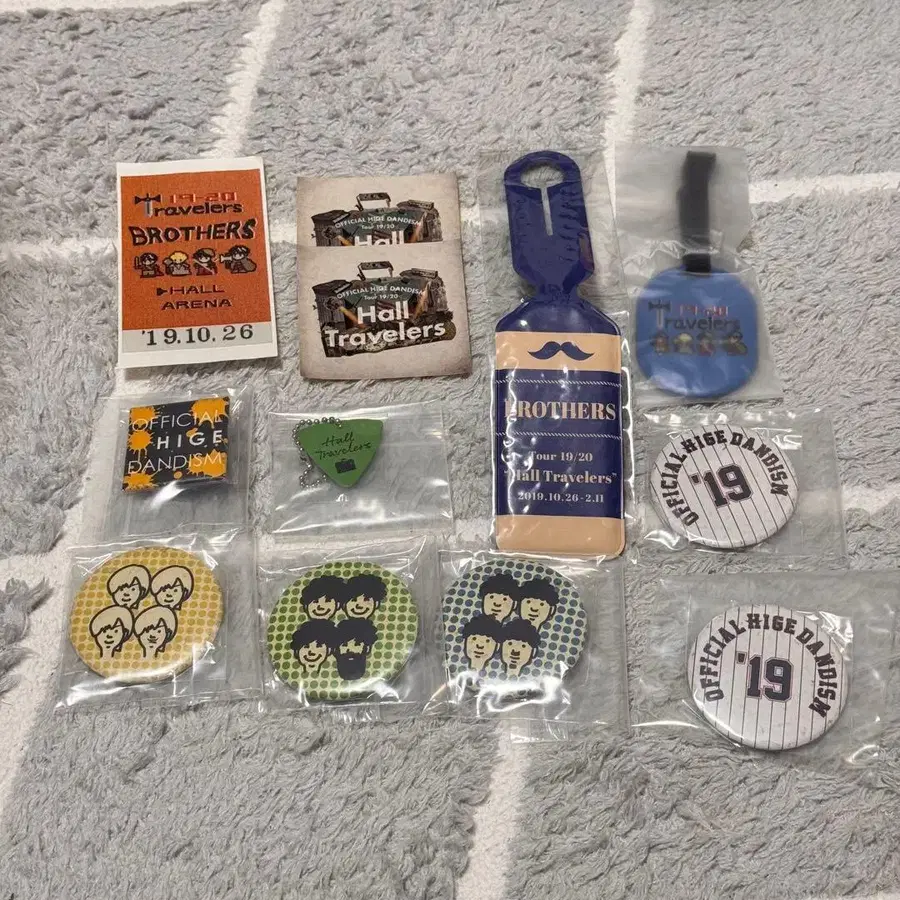 19-20
Travelers
BROTHERS
▶HALL
ARENA
'19.10.26
OFFICIAL HIGE DANDISM
Tour 19/20
Hall
OFFICIAL HIGE DANDISM
Tour 19/20
Hall
Travelers
BROTHERS
Tour 19/20
"Hall Travelers"
2019.10.26-2.11
19-20
Travelers
OFFICIAL
HIGE
DANDISM
Hall
Travelers
OFFICIAL HIGE DANDISM
'19
OFFICIAL HIGE DANDISM
'19